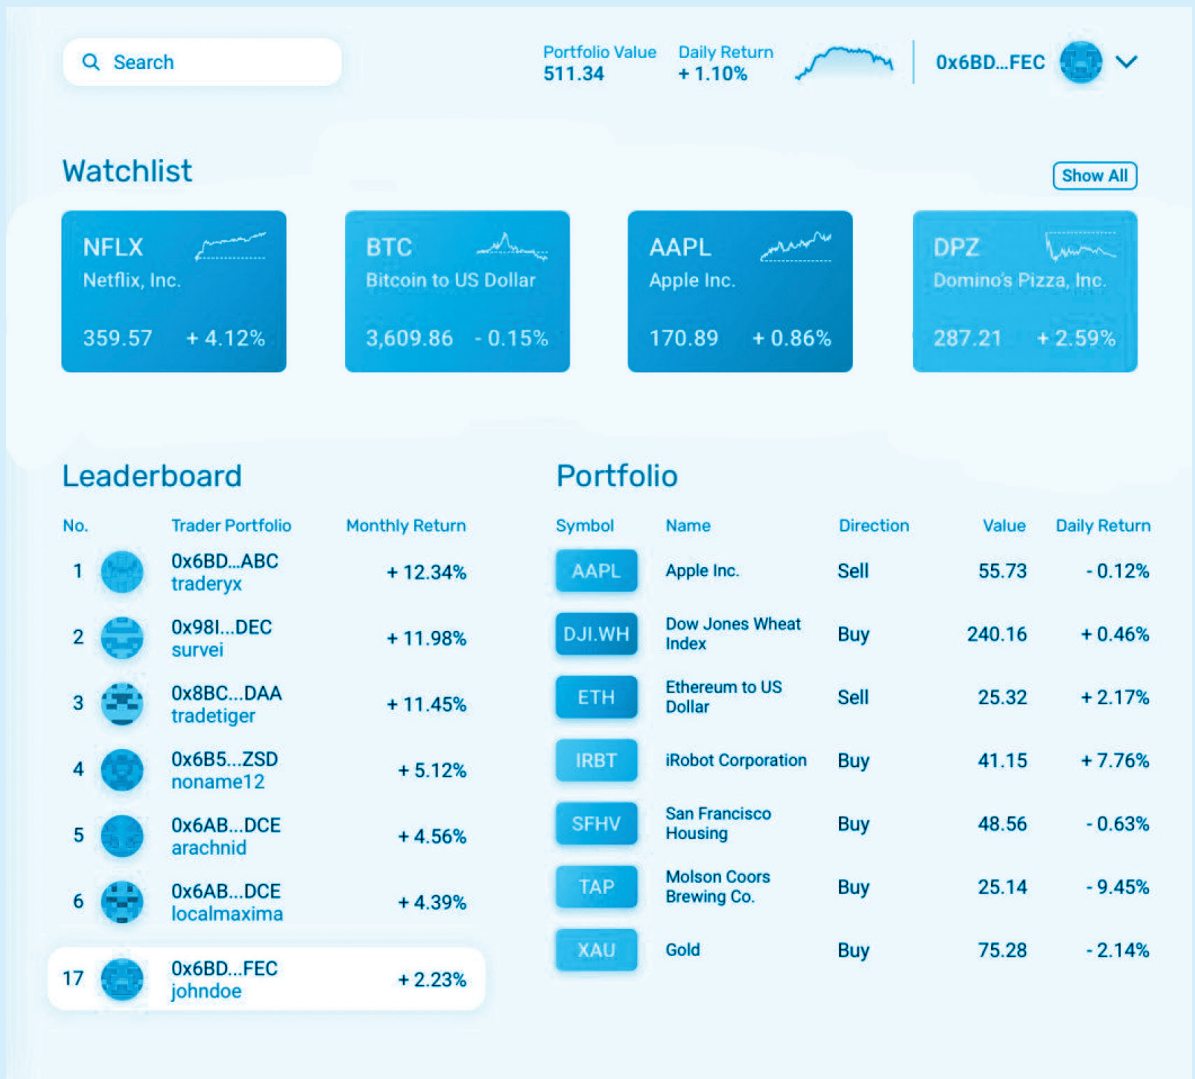 Search
Portfolio Value
511.34
Daily Return
+ 1.10%
0x6BD...FEC
Watchlist
Show All
NFLX
Netflix, Inc.
359.57 + 4.12%
BTC
Bitcoin to US Dollar
3,609.86 - 0.15%
AAPL
Apple Inc.
170.89 + 0.86%
DPZ
Domino's Pizza, Inc.
287.21 + 2.59%
Leaderboard
No. Trader Portfolio Monthly Return
1 0x6BD...ABC + 12.34%
traderyx
2 0x98I...DEC + 11.98%
survei
3 0x8BC...DAA + 11.45%
tradetiger
4 0x6B5...ZSD + 5.12%
noname12
5 0x6AB...DCE + 4.56%
arachnid
6 0x6AB...DCE + 4.39%
localmaxima
17 0x6BD...FEC + 2.23%
johndoe
Portfolio
Symbol Name Direction Value Daily Return
AAPL Apple Inc. Sell 55.73 - 0.12%
DJI.WH Dow Jones Wheat
Index Buy 240.16 + 0.46%
ETH Ethereum to US
Dollar Sell 25.32 + 2.17%
IRBT iRobot Corporation Buy 41.15 + 7.76%
SFHV San Francisco
Housing Buy 48.56 - 0.63%
TAP Molson Coors
Brewing Co. Buy 25.14 - 9.45%
XAU Gold Buy 75.28 - 2.14%